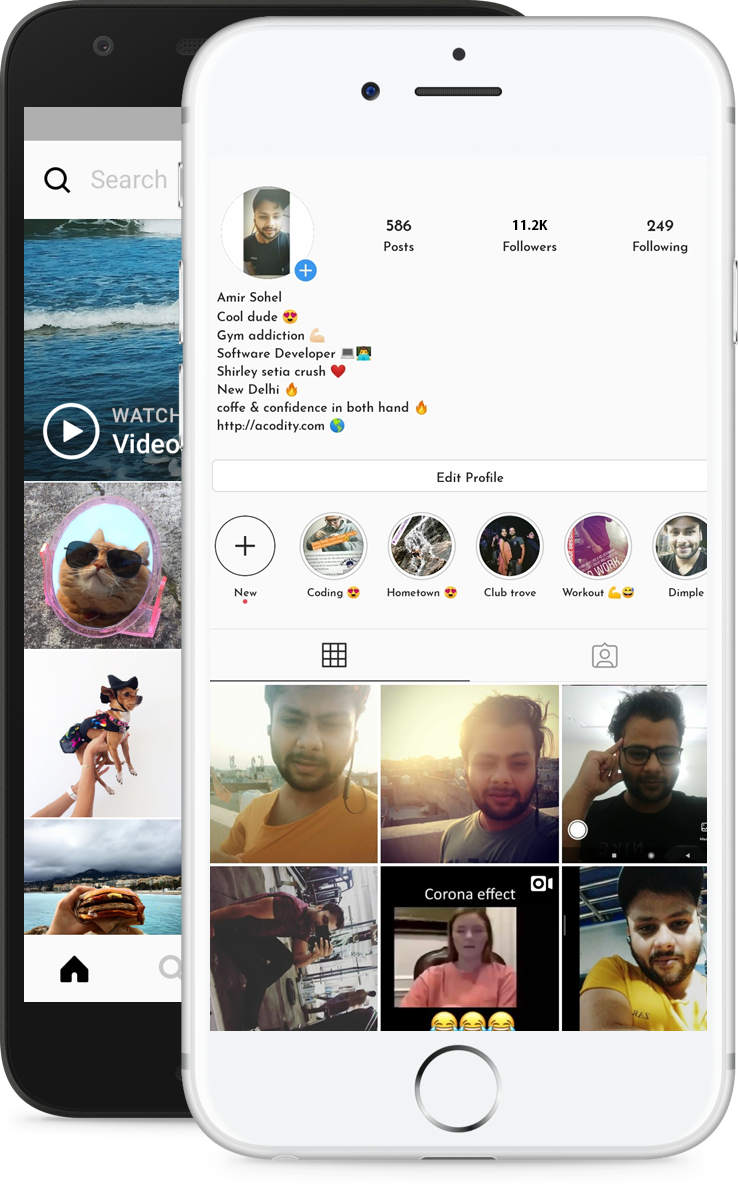 Search
WATCH
Video
586
Posts
11.2K
Followers
249
Following
Amir Sohel
Cool dude 😍
Gym addiction 💪🏻
Software Developer 💻👨‍💻
Shirley setia crush ❤️
New Delhi 🔥
coffe & confidence in both hand 🔥
http://acodity.com 🌎
Edit Profile
New
Coding 😍
Hometown 😍
Club trove
Workout 💪😅
Dimple
Corona effect
😂😂😂